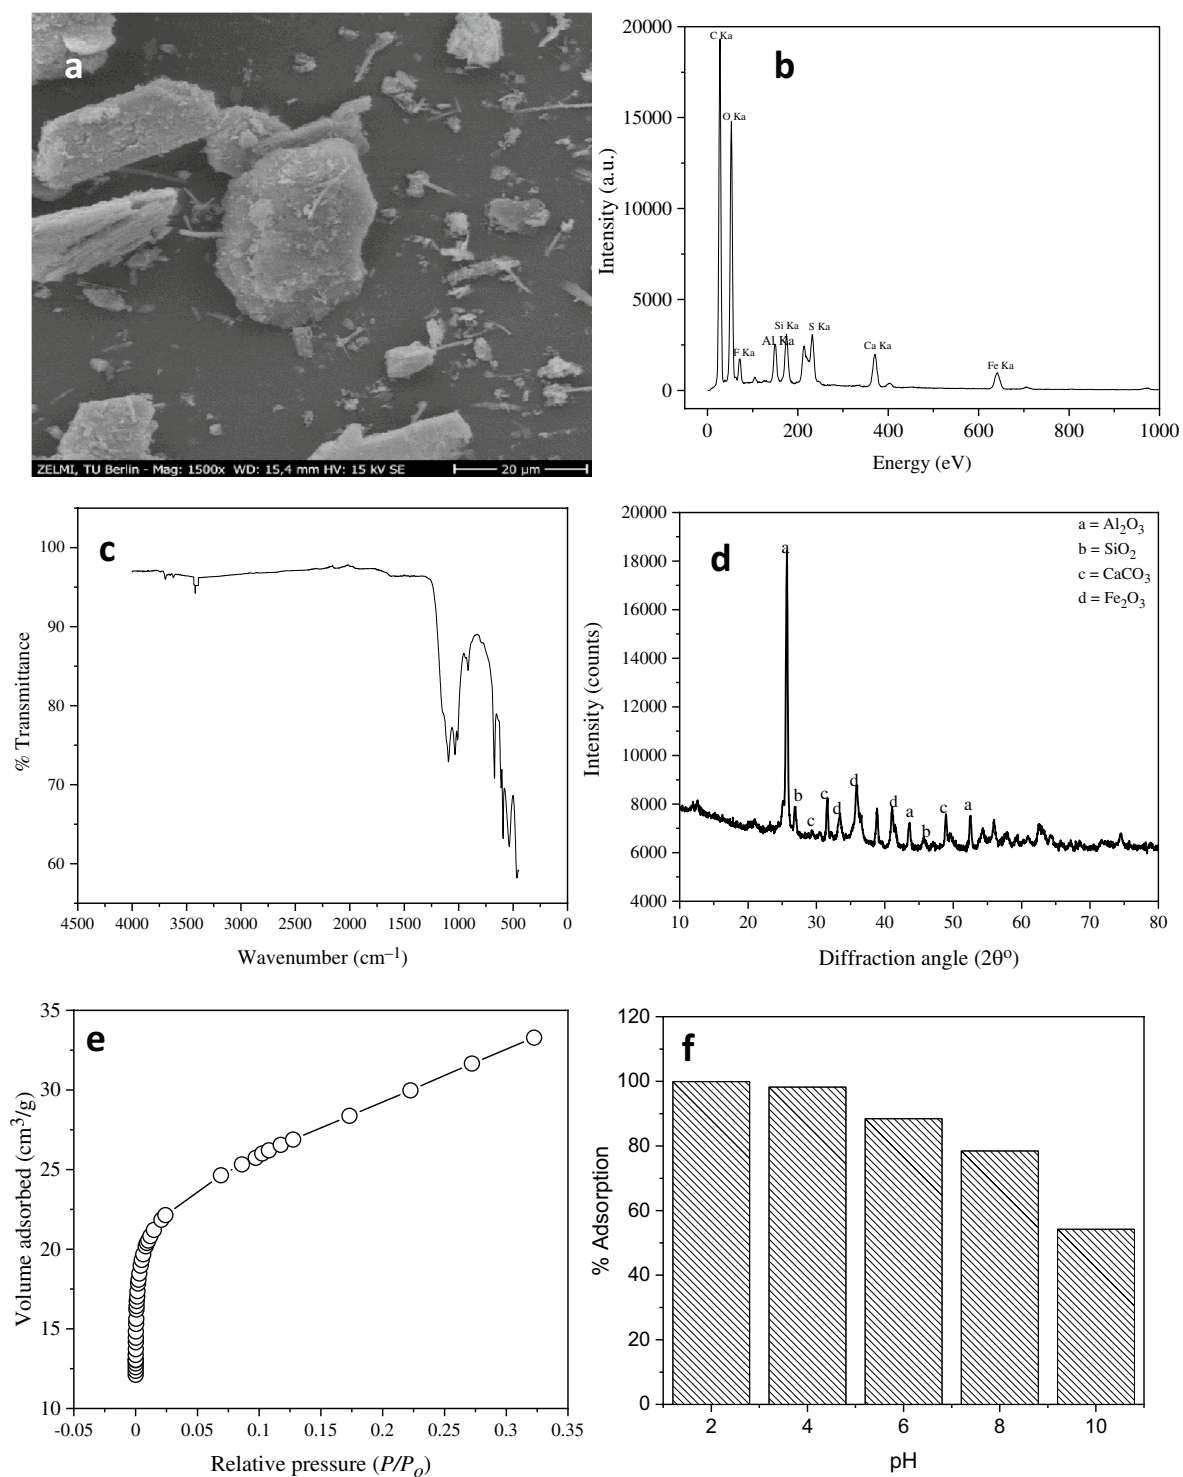 a
ZELMI, TU Berlin - Mag: 1500x WD: 15,4 mm HV: 15 kV SE
20 µm
b
20000
15000
10000
5000
0
Intensity (a.u.)
C Ka
O Ka
F Ka
Al Ka
Si Ka
S Ka
Ca Ka
Fe Ka
0 200 400 600 800 1000
Energy (eV)
c
100
90
80
70
60
% Transmittance
4500 4000 3500 3000 2500 2000 1500 1000 500 0
Wavenumber (cm⁻¹)
d
a = Al₂O₃
b = SiO₂
c = CaCO₃
d = Fe₂O₃
20000
18000
16000
14000
12000
10000
8000
6000
4000
Intensity (counts)
a
b
c
c
d
d
d
a
b
c
a
10 20 30 40 50 60 70 80
Diffraction angle (2θº)
e
35
30
25
20
15
10
Volume adsorbed (cm³/g)
-0.05 0 0.05 0.1 0.15 0.2 0.25 0.3 0.35
Relative pressure (P/Pₒ)
f
120
100
80
60
40
20
0
% Adsorption
2 4 6 8 10
pH